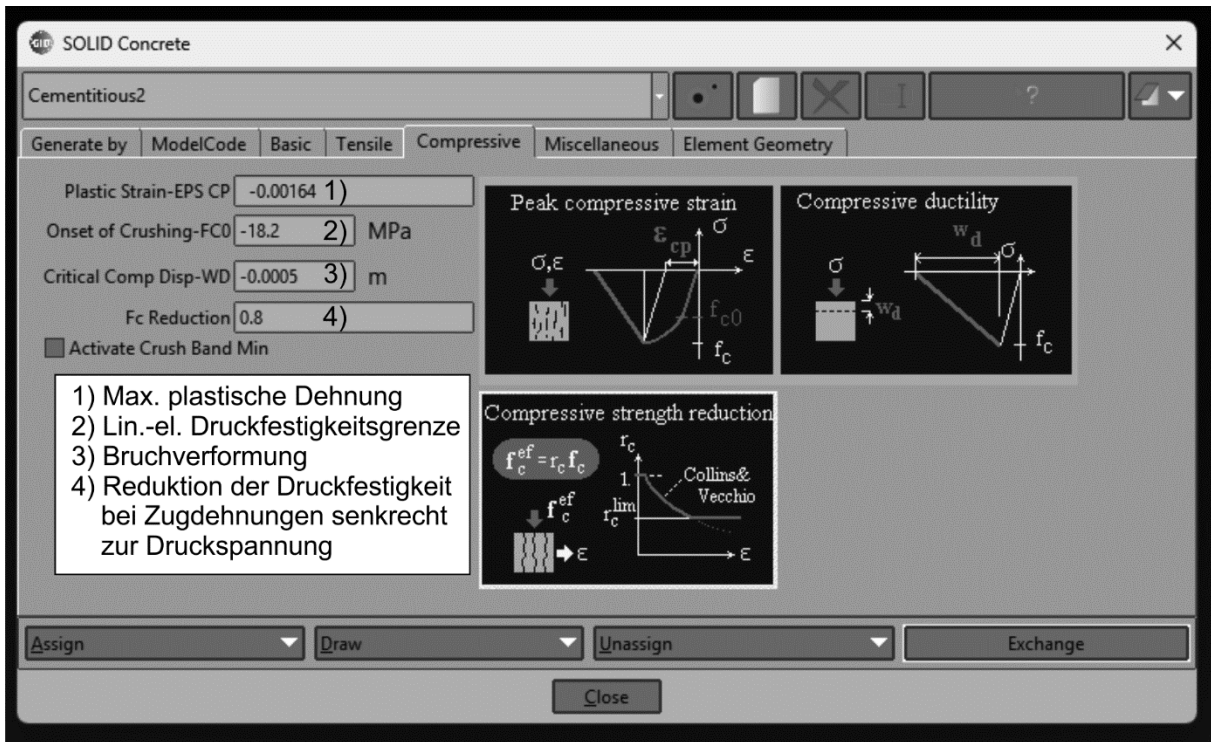 GiD SOLID Concrete
Cementitious2
?
Generate by ModelCode Basic Tensile Compressive Miscellaneous Element Geometry
Plastic Strain-EPS CP -0.00164 1)
Onset of Crushing-FC0 -18.2 2) MPa
Critical Comp Disp-WD -0.0005 3) m
Fc Reduction 0.8 4)
Activate Crush Band Min
1) Max. plastische Dehnung
2) Lin.-el. Druckfestigkeitsgrenze
3) Bruchverformung
4) Reduktion der Druckfestigkeit
bei Zugdehnungen senkrecht
zur Druckspannung
Peak compressive strain
σ
ε cp
ε
σ,ε
f c0
f c
Compressive ductility
w d
σ
σ
w d
f c
Compressive strength reduction
f c ef = r c f c
r c
1.
Collins&
Vecchio
f c ef
r c lim
ε
ε
Assign Draw Unassign Exchange
Close